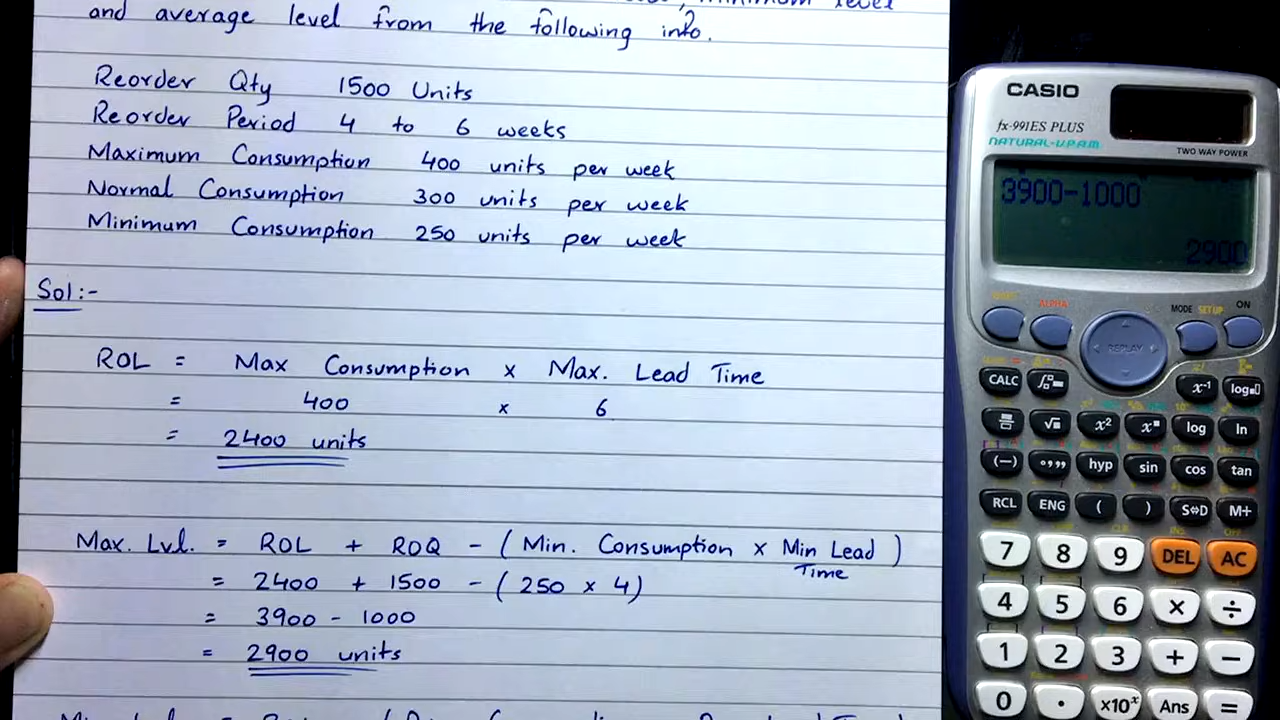 and average level from the following info.
Reorder Qty 1500 Units
Reorder Period 4 to 6 weeks
Maximum Consumption 400 units per week
Normal Consumption 300 units per week
Minimum Consumption 250 units per week
Sol:-
ROL = Max Consumption x Max. Lead Time
= 400 x 6
= 2400 units
Max. Lvl. = ROL + ROQ - ( Min. Consumption x Min Lead Time )
= 2400 + 1500 - ( 250 x 4 )
= 3900 - 1000
= 2900 units
CASIO
fx-991ES PLUS
NATURAL-V.P.A.M.
TWO WAY POWER
3900-1000
2900
MODE SETUP ON
ALPHA
REPLAY
CALC x⁻¹ log
x² log ln
(−) hyp sin cos tan
RCL ENG ( ) S⇔D M+
7 8 9 DEL AC
4 5 6 × ÷
1 2 3 + −
0 . ×10ˣ Ans =